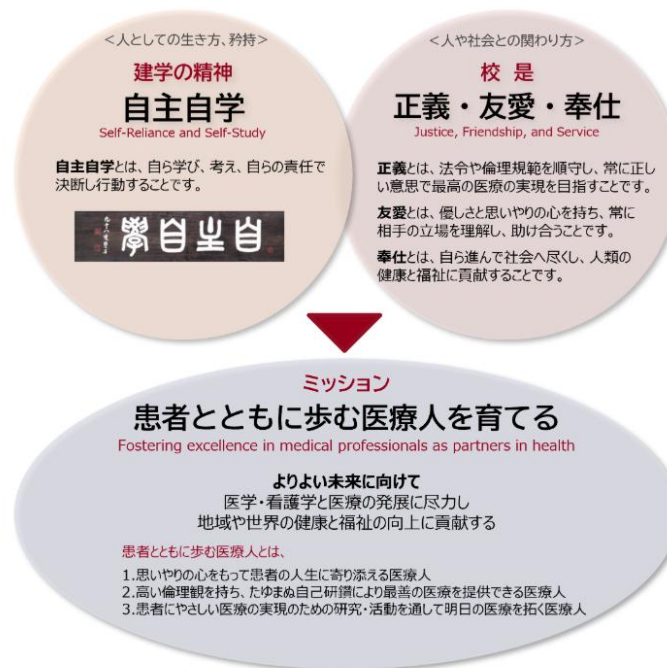 ＜人としての生き方、矜持＞
建学の精神
自主自学
Self-Reliance and Self-Study
自主自学とは、自ら学び、考え、自らの責任で
決断し行動することです。
學自主自
＜人や社会との関わり方＞
校 是
正義・友愛・奉仕
Justice, Friendship, and Service
正義とは、法令や倫理規範を順守し、常に正し
い意思で最高の医療の実現を目指すことです。
友愛とは、優しさと思いやりの心を持ち、常に
相手の立場を理解し、助け合うことです。
奉仕とは、自ら進んで社会へ尽くし、人類の
健康と福祉に貢献することです。
ミッション
患者とともに歩む医療人を育てる
Fostering excellence in medical professionals as partners in health
よりよい未来に向けて
医学・看護学と医療の発展に尽力し
地域や世界の健康と福祉の向上に貢献する
患者とともに歩む医療人とは、
1.思いやりの心をもって患者の人生に寄り添える医療人
2.高い倫理観を持ち、たゆまぬ自己研鑽により最善の医療を提供できる医療人
3.患者にやさしい医療の実現のための研究・活動を通して明日の医療を拓く医療人